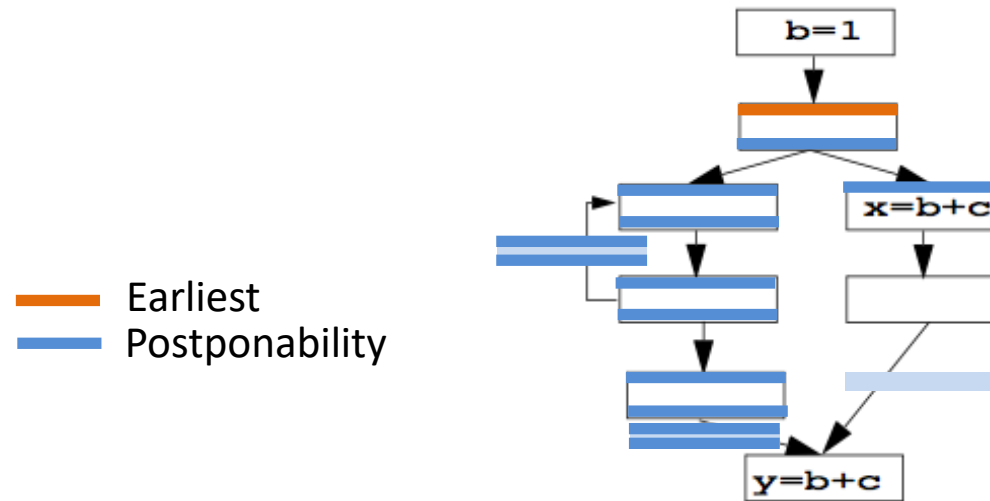 b=1
x=b+c
Earliest
Postponability
y=b+c